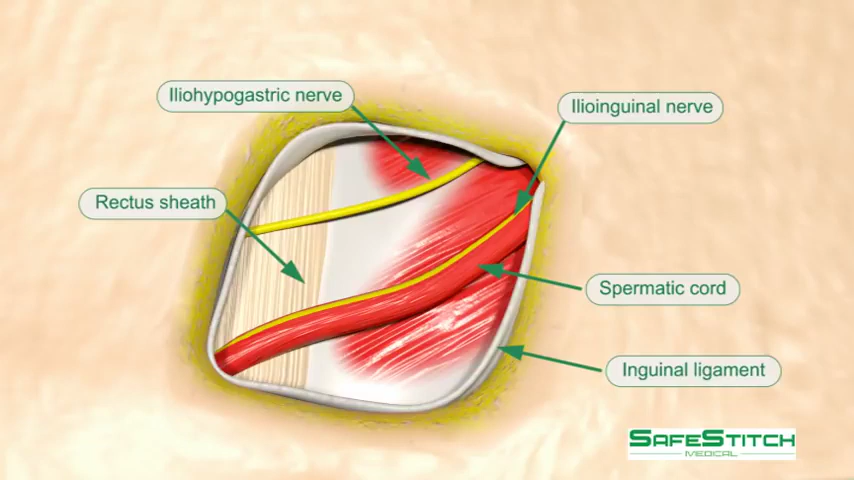 Iliohypogastric nerve
Ilioinguinal nerve
Rectus sheath
Spermatic cord
Inguinal ligament
SAFESTITCH
MEDICAL